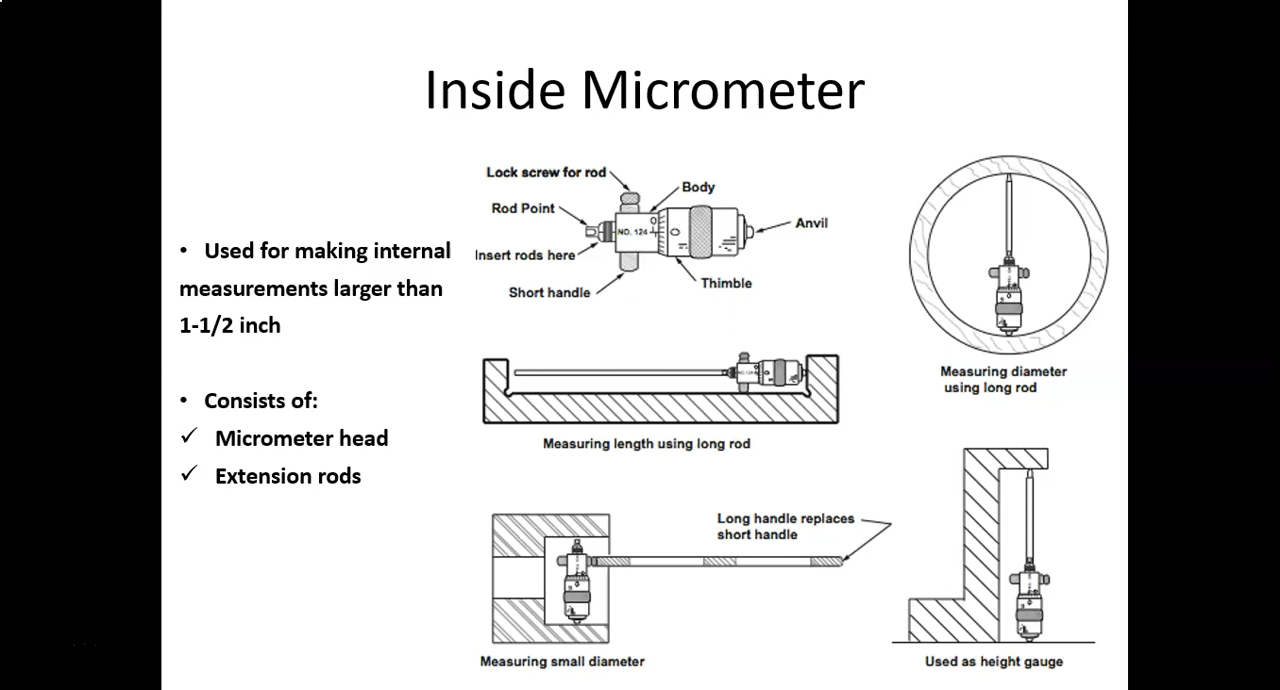 Inside Micrometer
• Used for making internal
measurements larger than
1-1/2 inch
• Consists of:
✓ Micrometer head
✓ Extension rods
Lock screw for rod
Body
Rod Point
Anvil
NO. 124
Insert rods here
Thimble
Short handle
Measuring length using long rod
Measuring diameter
using long rod
Long handle replaces
short handle
Measuring small diameter
Used as height gauge